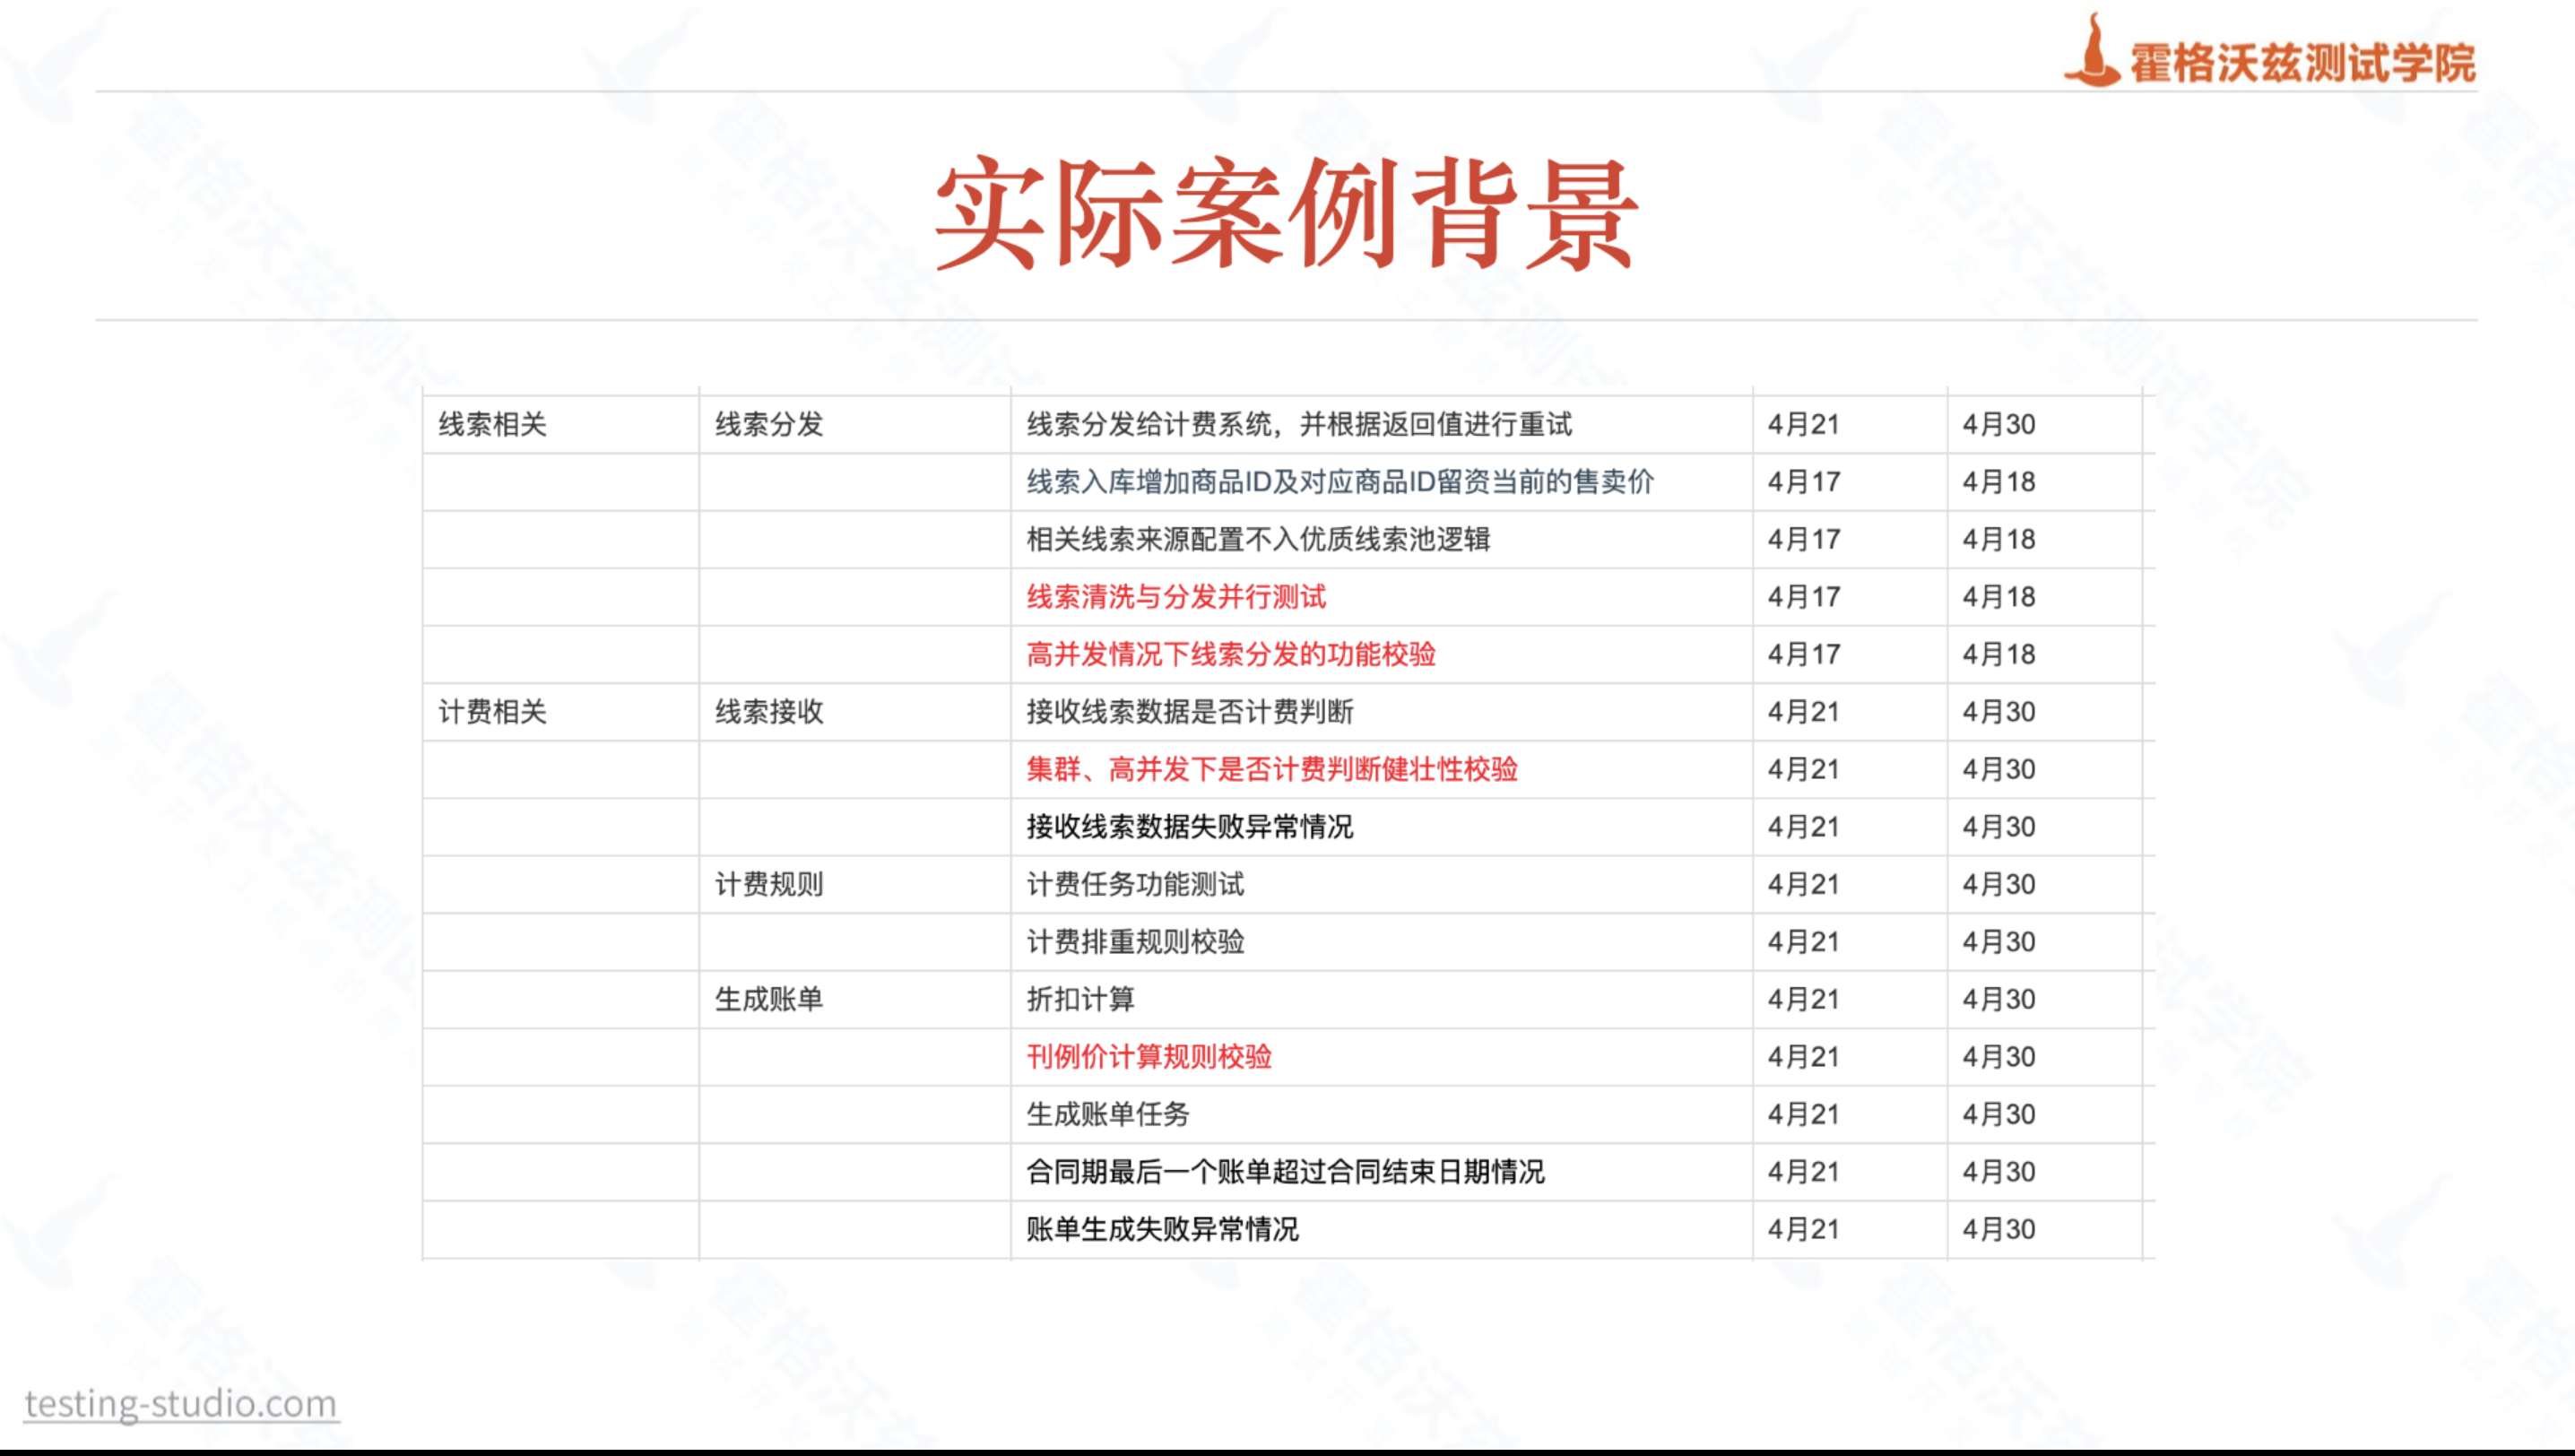 霍格沃兹测试学院
实际案例背景
线索相关 线索分发 线索分发给计费系统，并根据返回值进行重试 4月21 4月30
线索入库增加商品ID及对应商品ID留资当前的售卖价 4月17 4月18
相关线索来源配置不入优质线索池逻辑 4月17 4月18
线索清洗与分发并行测试 4月17 4月18
高并发情况下线索分发的功能校验 4月17 4月18
计费相关 线索接收 接收线索数据是否计费判断 4月21 4月30
集群、高并发下是否计费判断健壮性校验 4月21 4月30
接收线索数据失败异常情况 4月21 4月30
计费规则 计费任务功能测试 4月21 4月30
计费排重规则校验 4月21 4月30
生成账单 折扣计算 4月21 4月30
刊例价计算规则校验 4月21 4月30
生成账单任务 4月21 4月30
合同期最后一个账单超过合同结束日期情况 4月21 4月30
账单生成失败异常情况 4月21 4月30
testing-studio.com